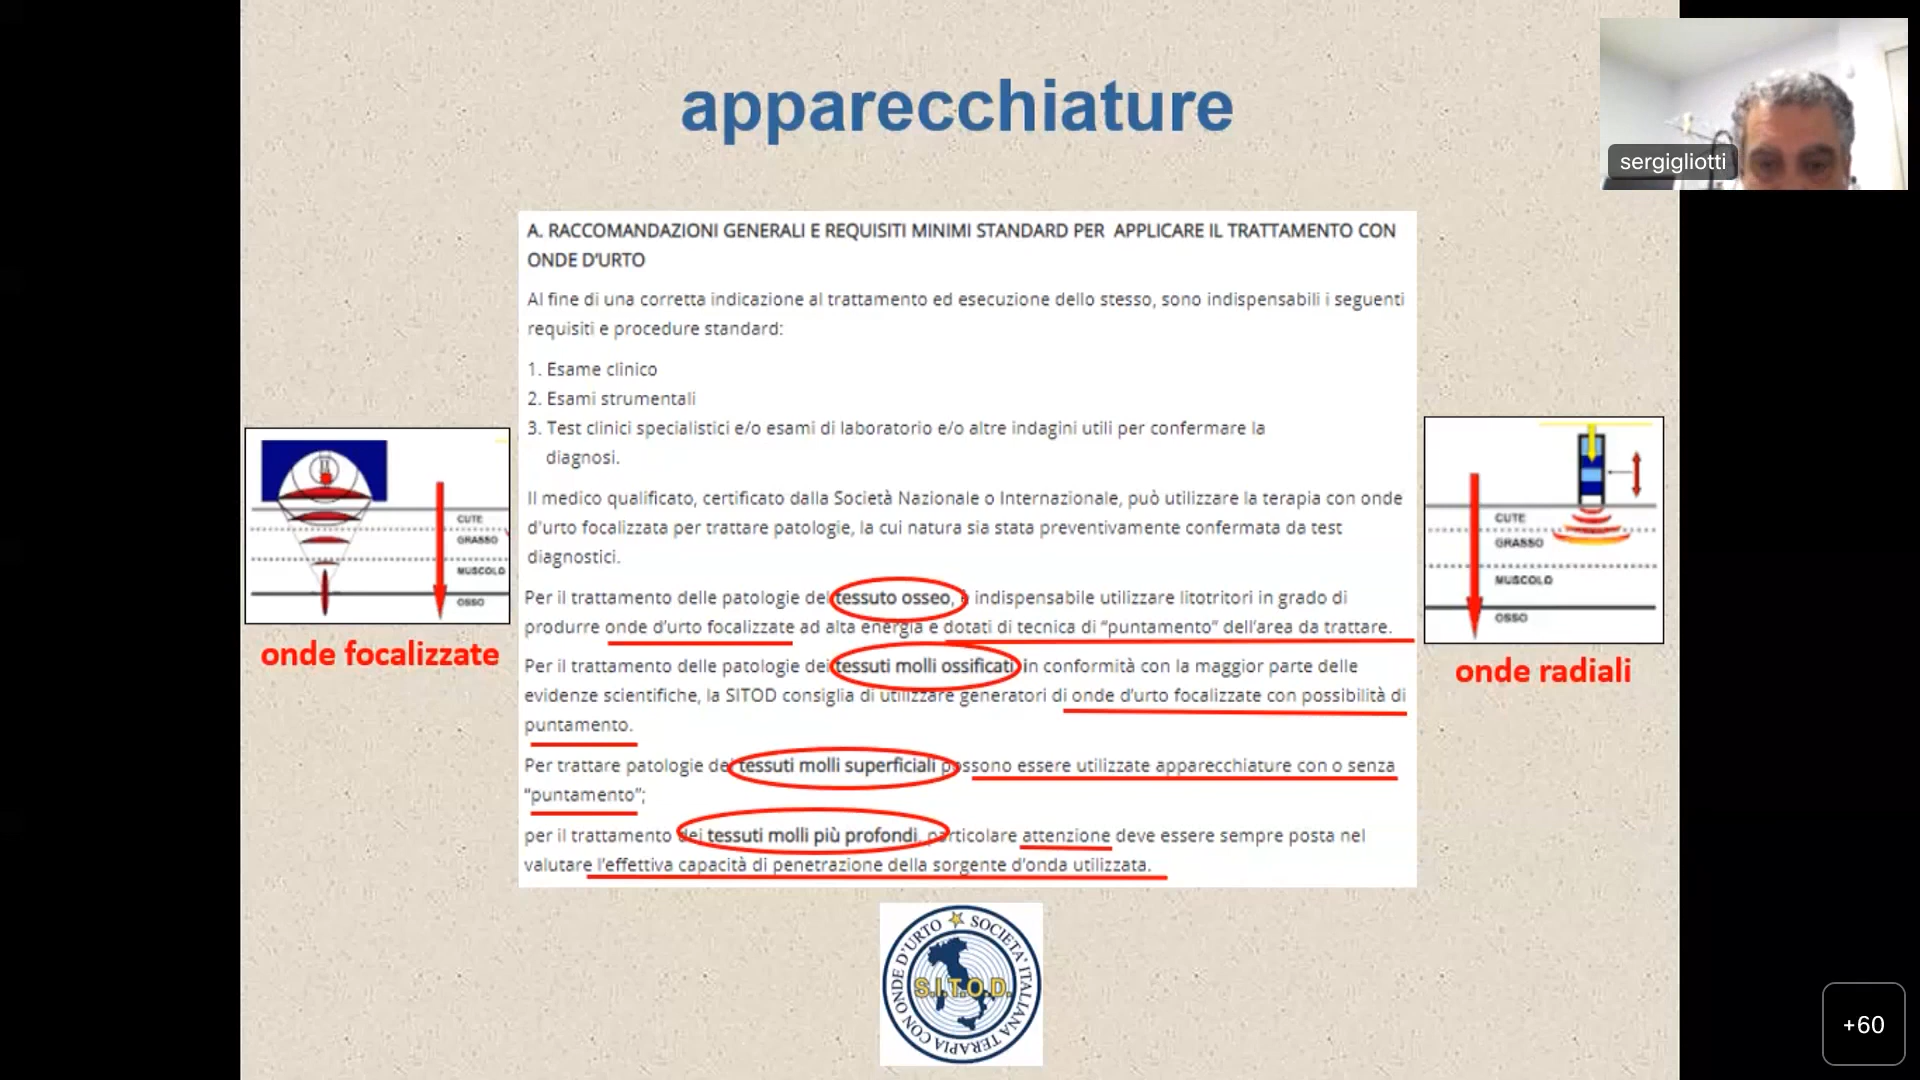 apparecchiature
sergigliotti
A. RACCOMANDAZIONI GENERALI E REQUISITI MINIMI STANDARD PER APPLICARE IL TRATTAMENTO CON
ONDE D'URTO
Al fine di una corretta indicazione al trattamento ed esecuzione dello stesso, sono indispensabili i seguenti
requisiti e procedure standard:
1. Esame clinico
2. Esami strumentali
3. Test clinici specialistici e/o esami di laboratorio e/o altre indagini utili per confermare la
diagnosi.
Il medico qualificato, certificato dalla Società Nazionale o Internazionale, può utilizzare la terapia con onde
d'urto focalizzata per trattare patologie, la cui natura sia stata preventivamente confermata da test
diagnostici.
Per il trattamento delle patologie del tessuto osseo, è indispensabile utilizzare litotritori in grado di
produrre onde d'urto focalizzate ad alta energia e dotati di tecnica di "puntamento" dell'area da trattare.
Per il trattamento delle patologie dei tessuti molli ossificati in conformità con la maggior parte delle
evidenze scientifiche, la SITOD consiglia di utilizzare generatori di onde d'urto focalizzate con possibilità di
puntamento.
Per trattare patologie dei tessuti molli superficiali possono essere utilizzate apparecchiature con o senza
"puntamento";
per il trattamento dei tessuti molli più profondi, particolare attenzione deve essere sempre posta nel
valutare l'effettiva capacità di penetrazione della sorgente d'onda utilizzata.
CUTE
GRASSO
MUSCOLO
OSSO
onde focalizzate
CUTE
GRASSO
MUSCOLO
OSSO
onde radiali
SOCIETA' ITALIANA TERAPIA CON ONDE D'URTO
S.I.T.O.D.
+60